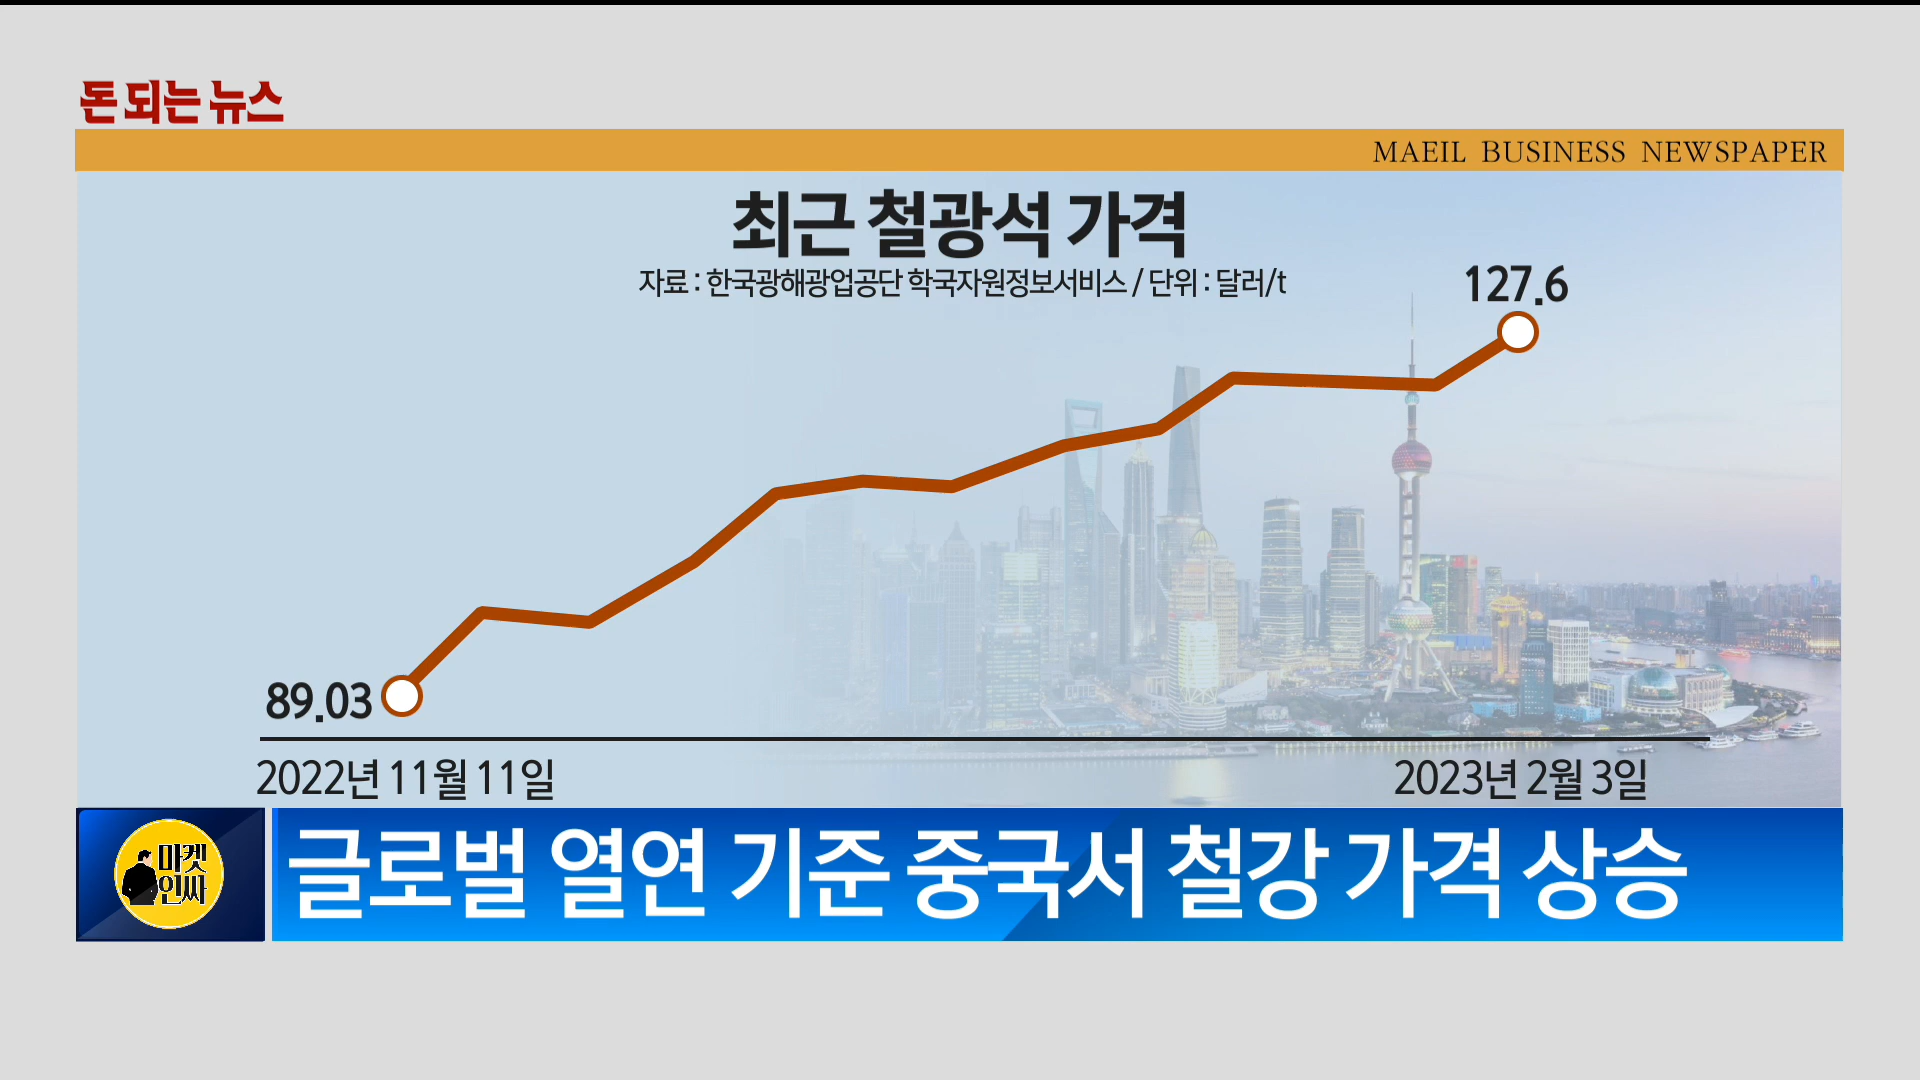 돈 되는 뉴스
MAEIL BUSINESS NEWSPAPER
최근 철광석 가격
자료 : 한국광해광업공단 학국자원정보서비스 / 단위 : 달러/t
127.6
89.03
2022년 11월 11일
2023년 2월 3일
마켓
인싸
글로벌 열연 기준 중국서 철강 가격 상승